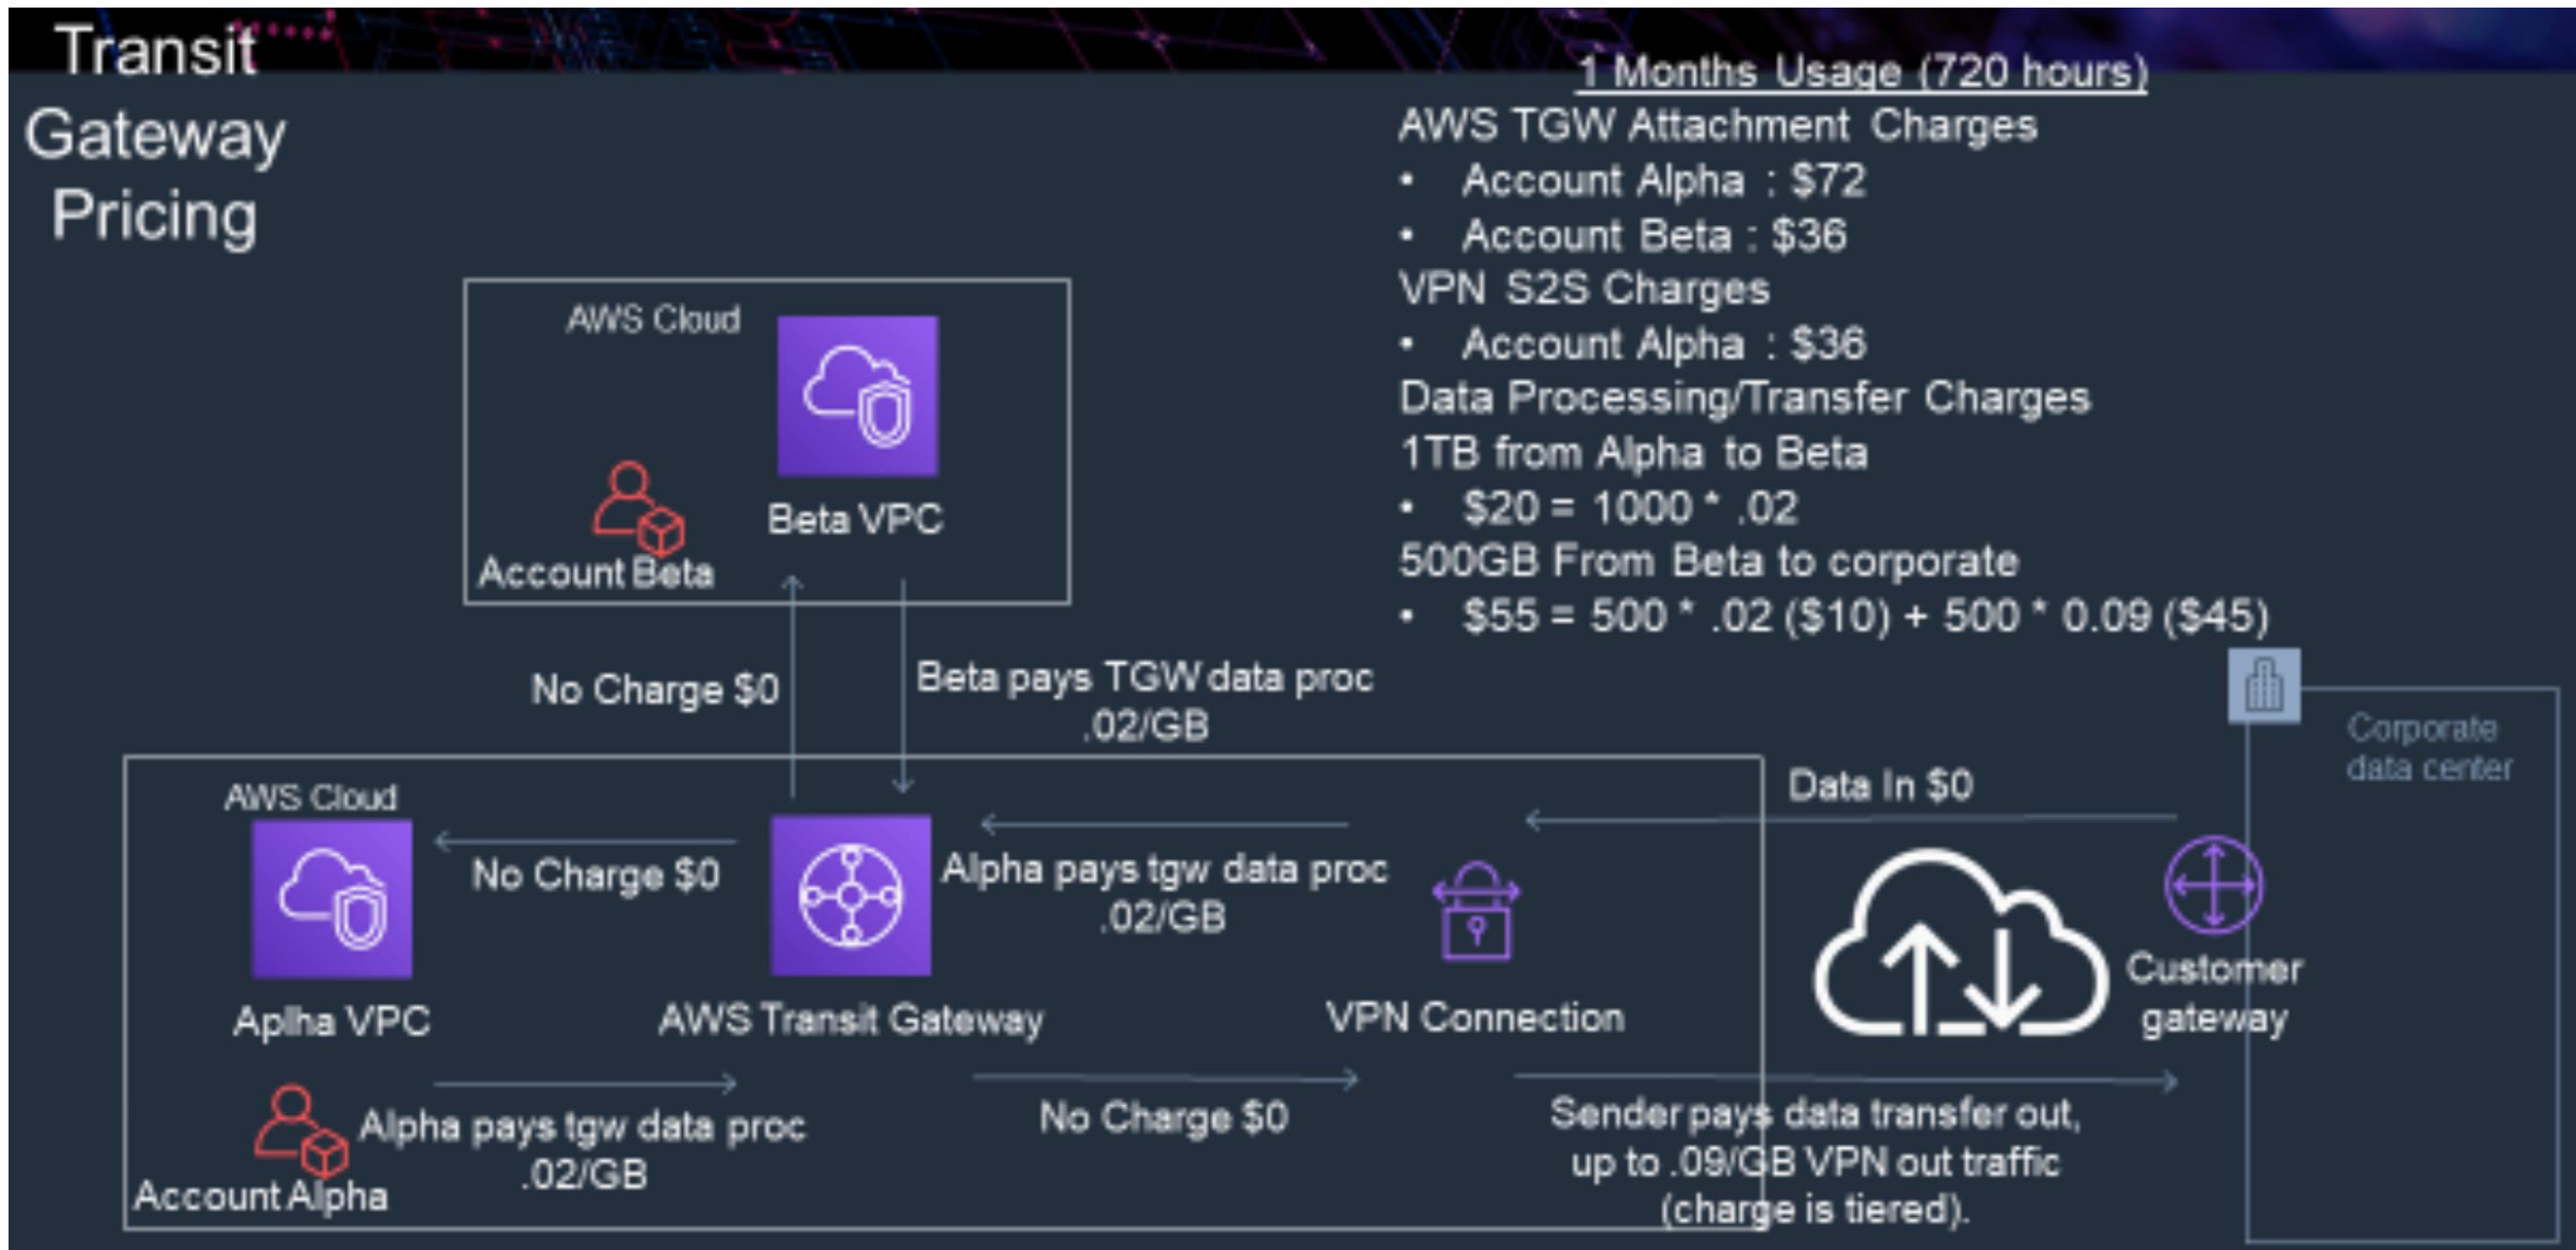 Transit
Gateway
Pricing
1 Months Usage (720 hours)
AWS TGW Attachment Charges
• Account Alpha : $72
• Account Beta : $36
VPN S2S Charges
• Account Alpha : $36
Data Processing/Transfer Charges
1TB from Alpha to Beta
• $20 = 1000 * .02
500GB From Beta to corporate
• $55 = 500 * .02 ($10) + 500 * 0.09 ($45)
AWS Cloud
Beta VPC
Account Beta
No Charge $0
Beta pays TGW data proc
.02/GB
Corporate
data center
AWS Cloud
Data In $0
No Charge $0
Alpha pays tgw data proc
.02/GB
Aplha VPC
AWS Transit Gateway
VPN Connection
Customer
gateway
Account Alpha
Alpha pays tgw data proc
.02/GB
No Charge $0
Sender pays data transfer out,
up to .09/GB VPN out traffic
(charge is tiered).